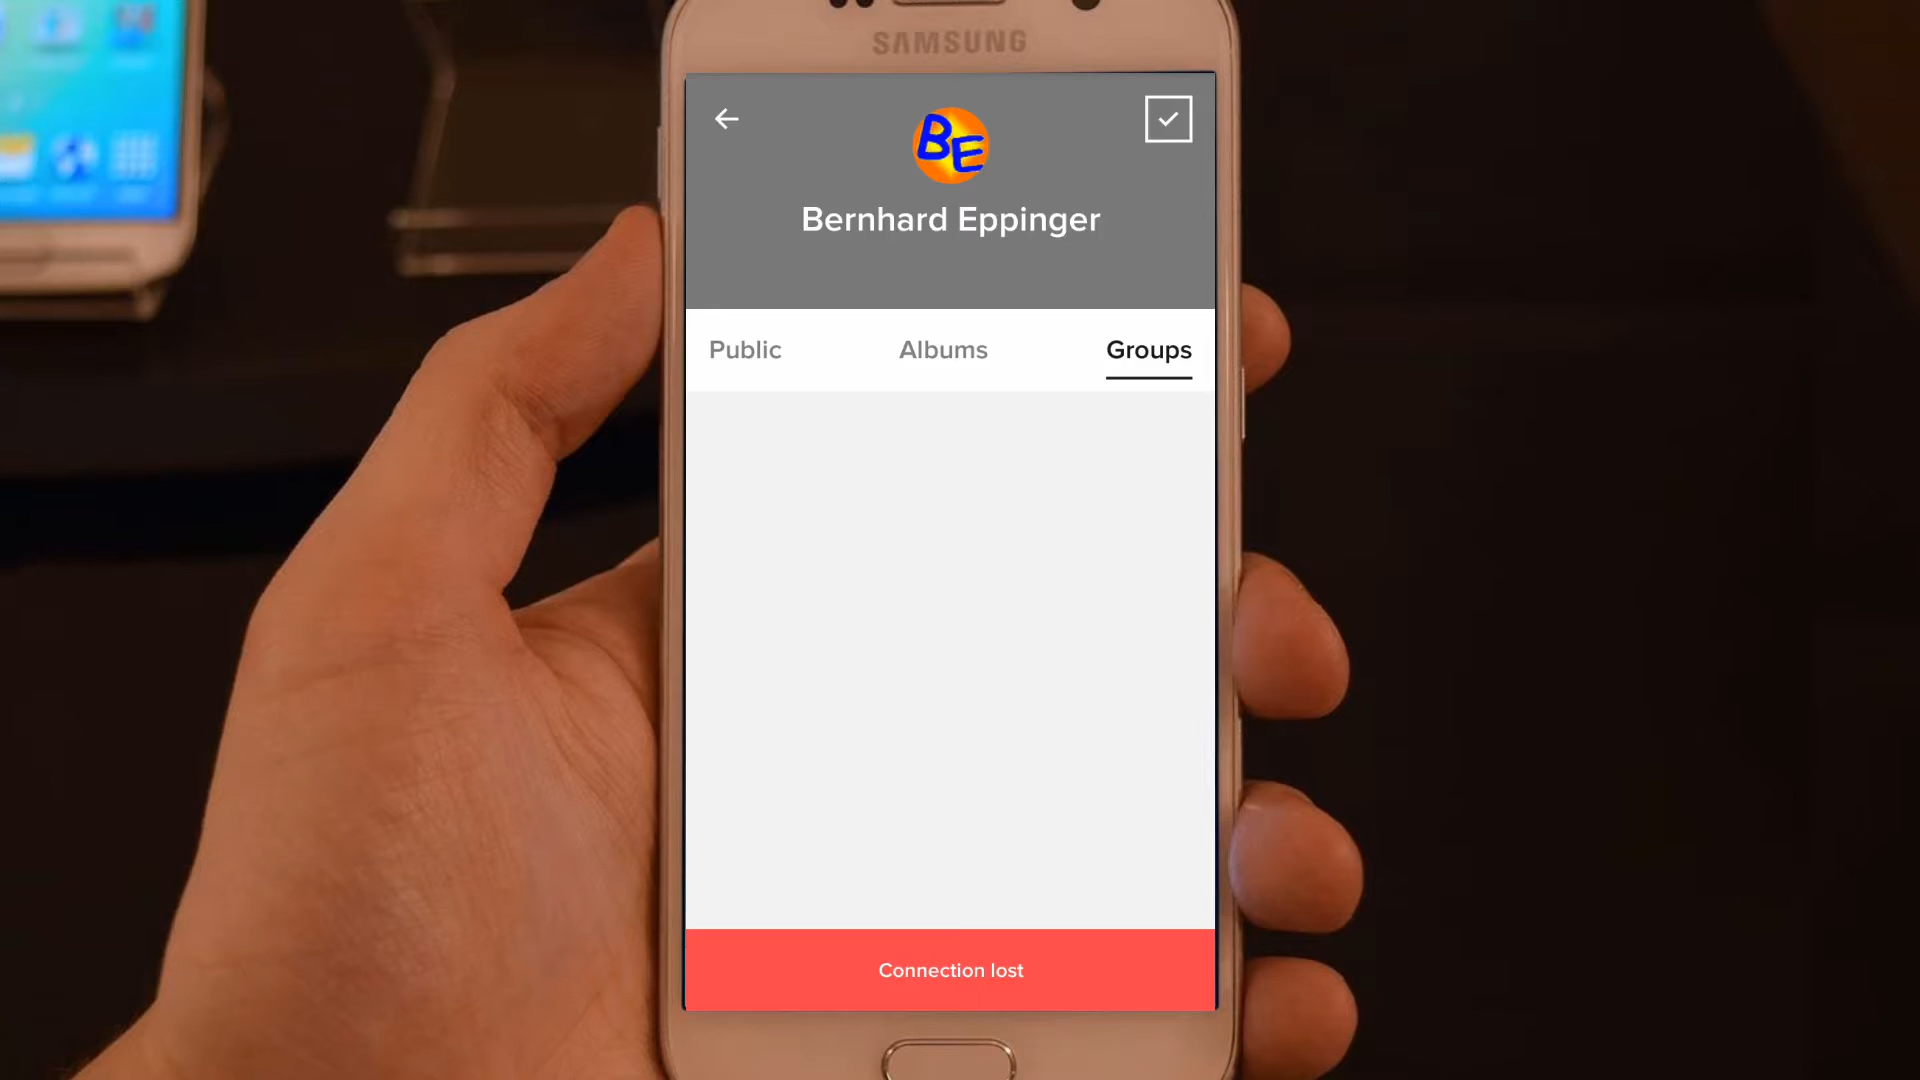 SAMSUNG
BE
Bernhard Eppinger
Public Albums Groups
Connection lost